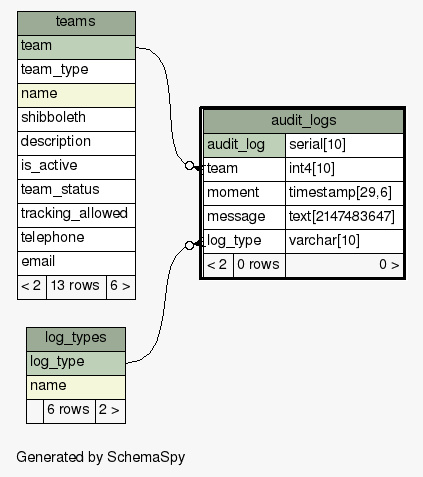 teams
team
team_type
name
shibboleth
description
is_active
team_status
tracking_allowed
telephone
email
< 2 13 rows 6 >
audit_logs
audit_log serial[10]
team int4[10]
moment timestamp[29,6]
message text[2147483647]
log_type varchar[10]
< 2 0 rows 0 >
log_types
log_type
name
6 rows 2 >
Generated by SchemaSpy